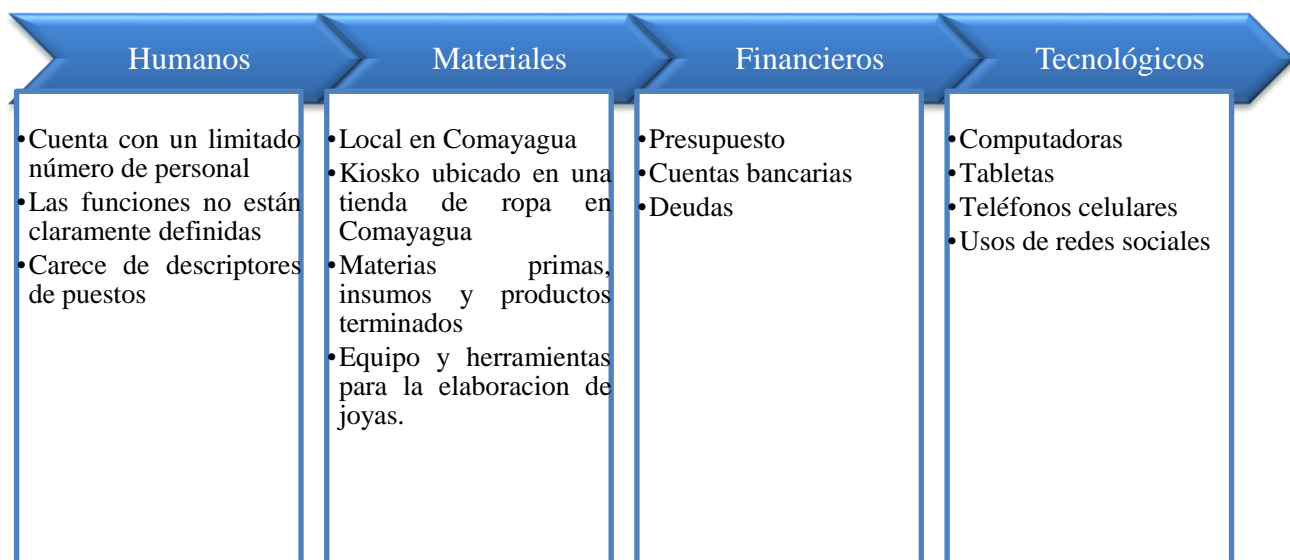 Humanos
•Cuenta con un limitado
número de personal
•Las funciones no están
claramente definidas
•Carece de descriptores
de puestos
Materiales
•Local en Comayagua
•Kiosko ubicado en una
tienda de ropa en
Comayagua
•Materias primas,
insumos y productos
terminados
•Equipo y herramientas
para la elaboracion de
joyas.
Financieros
•Presupuesto
•Cuentas bancarias
•Deudas
Tecnológicos
•Computadoras
•Tabletas
•Teléfonos celulares
•Usos de redes sociales